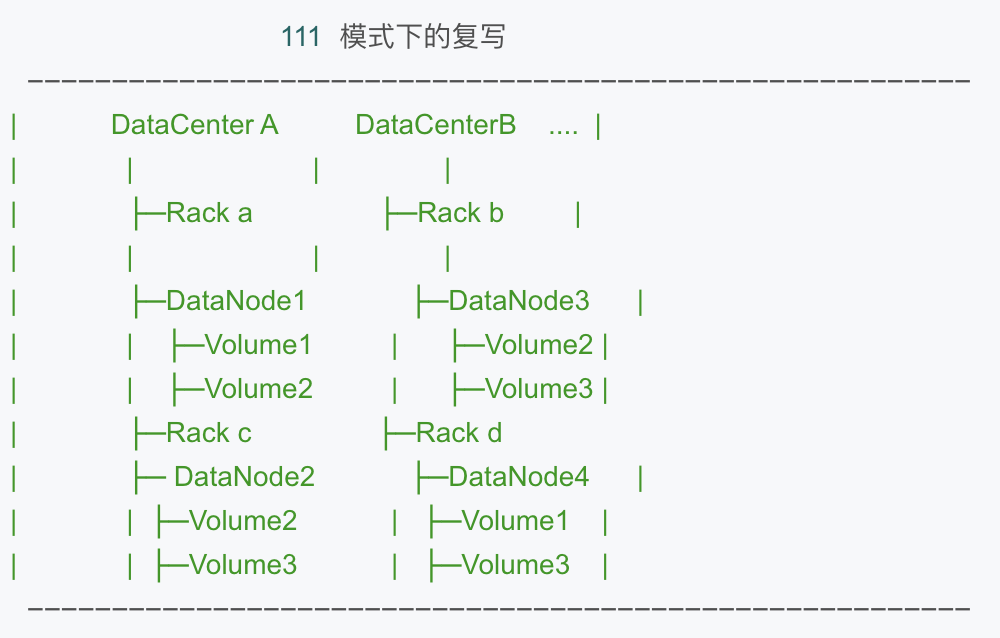 111 模式下的复写
---------------------------------------------------------
| DataCenter A DataCenterB .... |
| | | |
| ├—Rack a ├—Rack b |
| | | |
| ├—DataNode1 ├—DataNode3 |
| | ├—Volume1 | ├—Volume2 |
| | ├—Volume2 | ├—Volume3 |
| ├—Rack c ├—Rack d
| ├— DataNode2 ├—DataNode4 |
| | ├—Volume2 | ├—Volume1 |
| | ├—Volume3 | ├—Volume3 |
---------------------------------------------------------